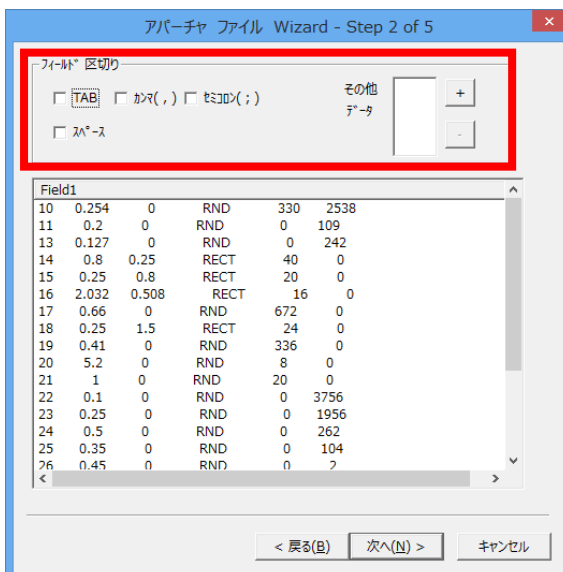 アパーチャ ファイル Wizard - Step 2 of 5
フィールド 区切り
TAB カンマ( , ) セミコロン( ; ) その他 データ +
スペース -
Field1
10 0.254 0 RND 330 2538
11 0.2 0 RND 0 109
13 0.127 0 RND 0 242
14 0.8 0.25 RECT 40 0
15 0.25 0.8 RECT 20 0
16 2.032 0.508 RECT 16 0
17 0.66 0 RND 672 0
18 0.25 1.5 RECT 24 0
19 0.41 0 RND 336 0
20 5.2 0 RND 8 0
21 1 0 RND 20 0
22 0.1 0 RND 0 3756
23 0.25 0 RND 0 1956
24 0.5 0 RND 0 262
25 0.35 0 RND 0 104
26 0.45 0 RND 0 2
< 戻る(B) 次へ(N) > キャンセル